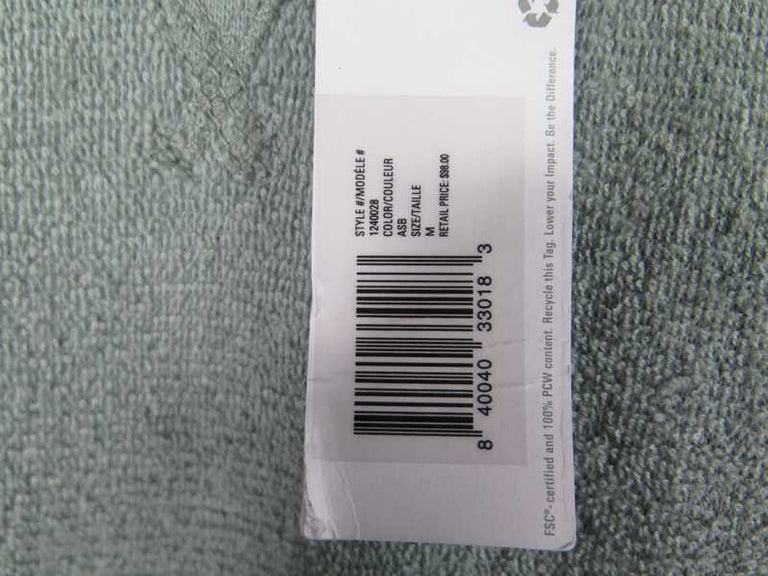 STYLE #/MODÈLE #
1240028
COLOR/COULEUR
ASB
SIZE/TAILLE
M
RETAIL PRICE: $98.00
8 40040 33018 3
FSC®- certified and 100% PCW content. Recycle this Tag. Lower your Impact. Be the Difference.